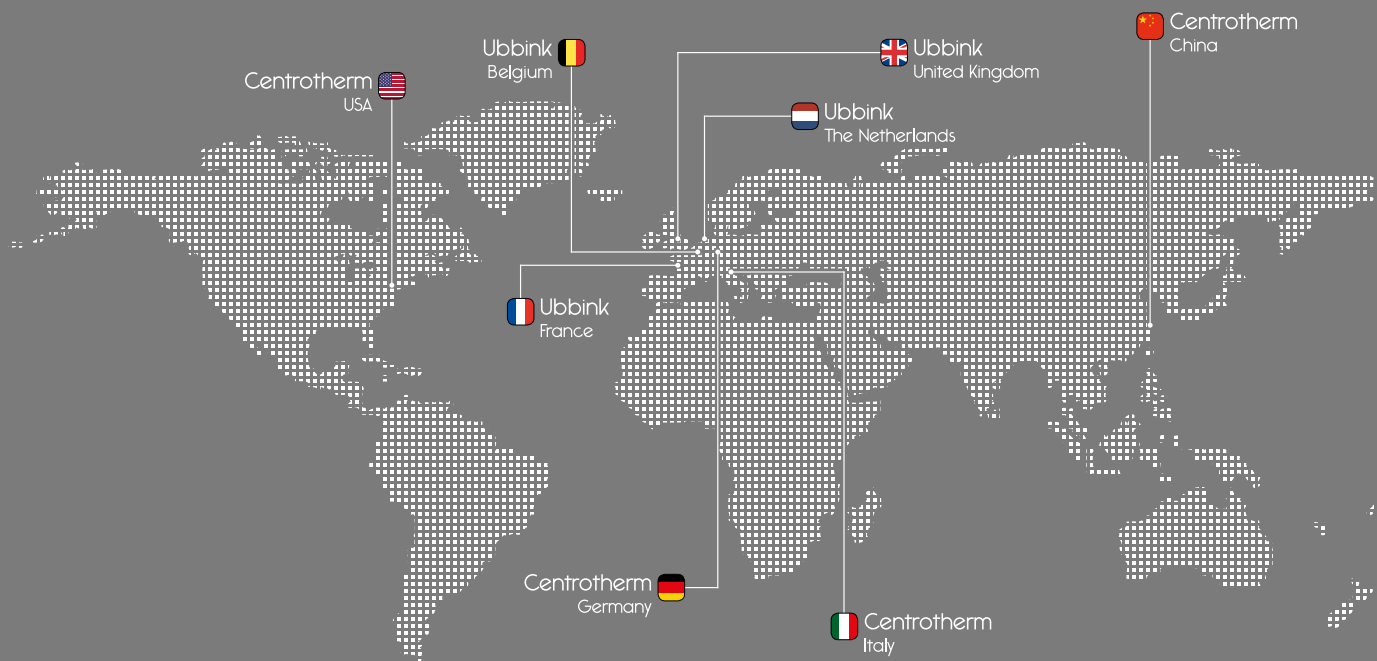 Centrotherm
China
Ubbink
Belgium
Ubbink
United Kingdom
Centrotherm
USA
Ubbink
The Netherlands
Ubbink
France
Centrotherm
Germany
Centrotherm
Italy